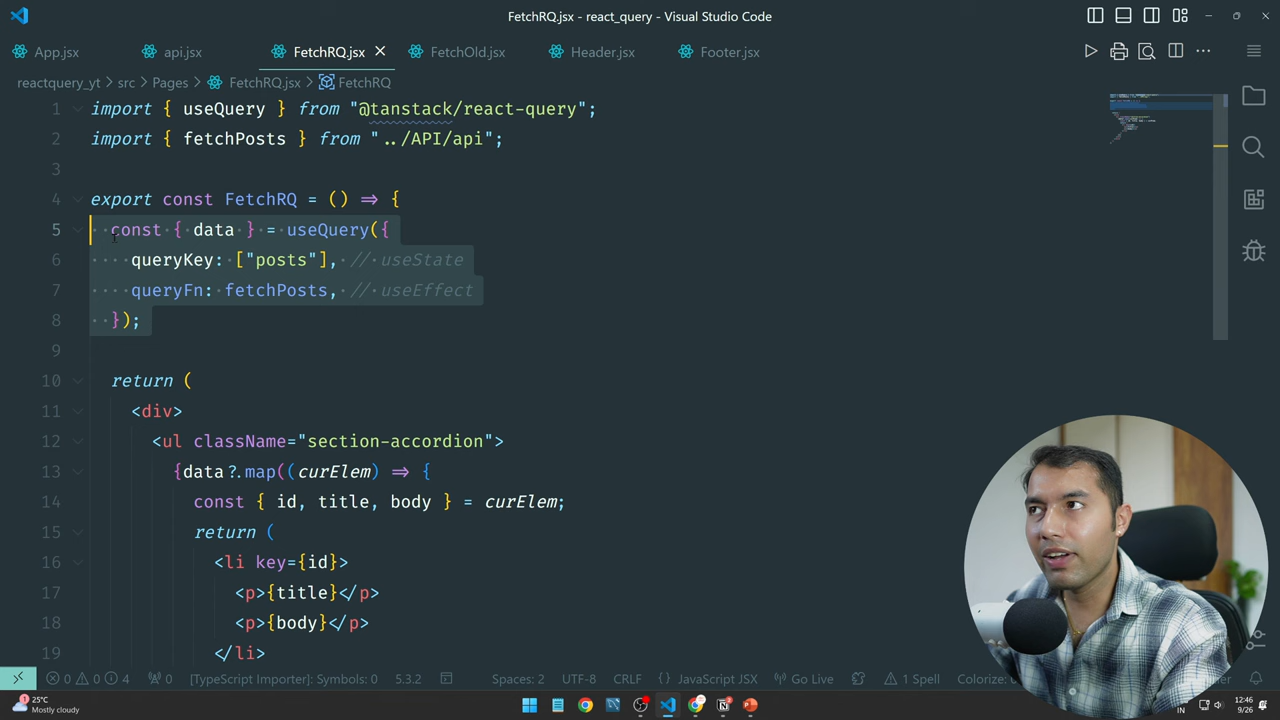 FetchRQ.jsx - react_query - Visual Studio Code
App.jsx api.jsx FetchRQ.jsx FetchOld.jsx Header.jsx Footer.jsx
reactquery_yt › src › Pages › FetchRQ.jsx › FetchRQ
1 import { useQuery } from "@tanstack/react-query";
2 import { fetchPosts } from "../API/api";
3
4 export const FetchRQ = () => {
5 const { data } = useQuery({
6 queryKey: ["posts"], // useState
7 queryFn: fetchPosts, // useEffect
8 });
9
10 return (
11 <div>
12 <ul className="section-accordion">
13 {data?.map((curElem) => {
14 const { id, title, body } = curElem;
15 return (
16 <li key={id}>
17 <p>{title}</p>
18 <p>{body}</p>
19 </li>
0 0 4 0 [TypeScript Importer]: Symbols: 0 5.3.2 Spaces: 2 UTF-8 CRLF {} JavaScript JSX Go Live 1 Spell Colorize: 0
25°C
Mostly cloudy
IN
12:46
9/26